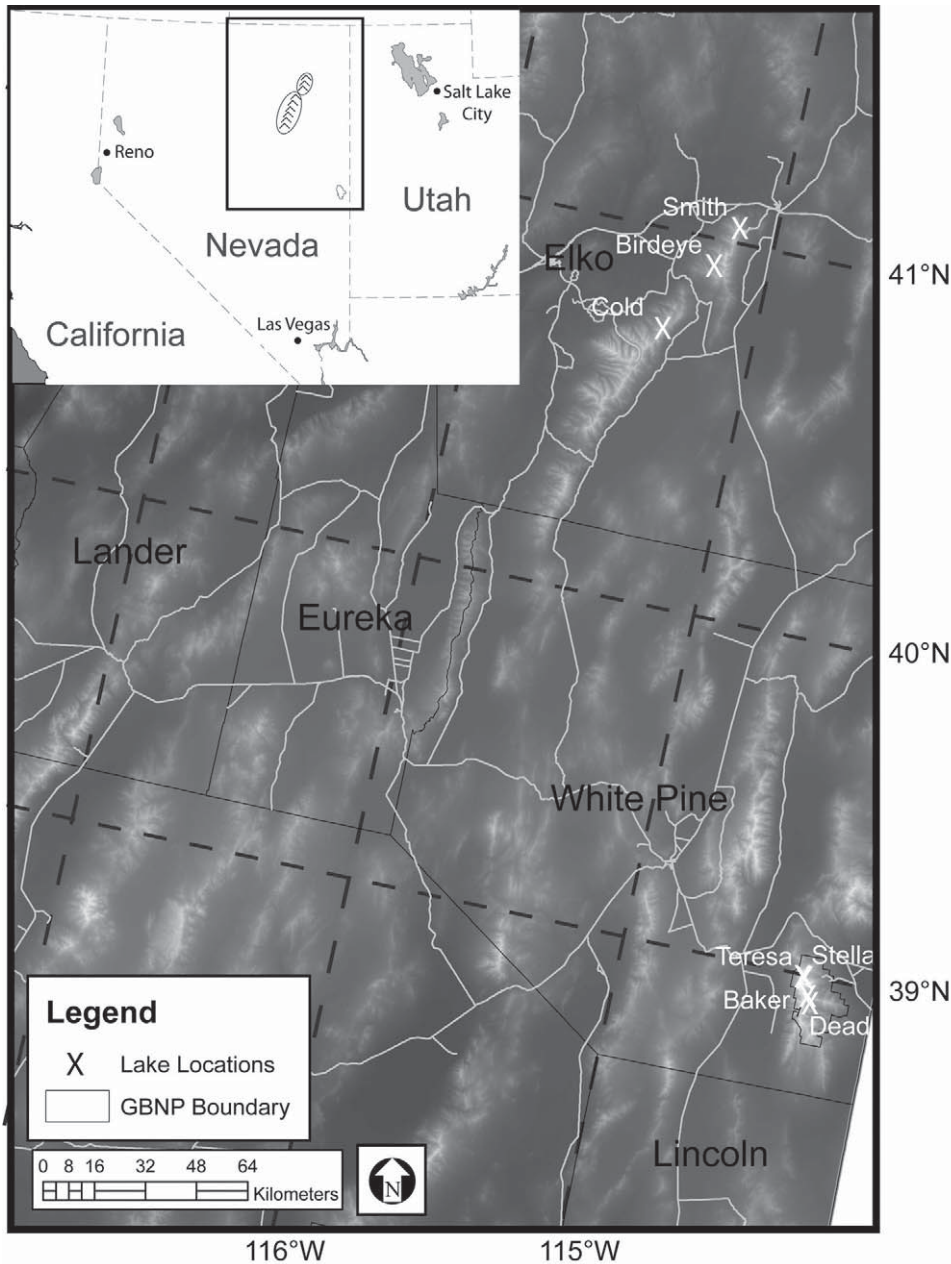 Salt Lake
City
Reno
Utah
Nevada
Las Vegas
California
Smith
Birdeye
Elko
Cold
41°N
Lander
Eureka
40°N
White Pine
Teresa
Stella
39°N
Baker
Dead
Legend
X Lake Locations
GBNP Boundary
Lincoln
0 8 16 32 48 64
Kilometers
N
116°W
115°W